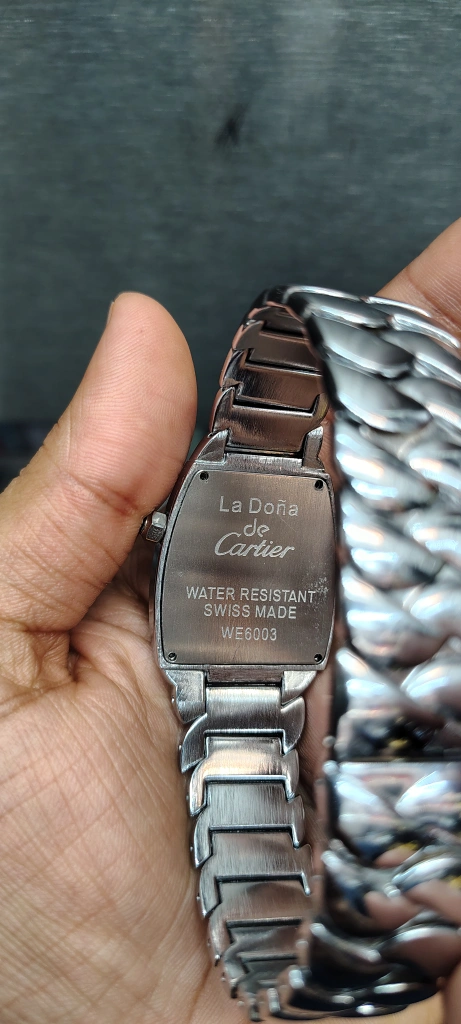 La Doña
de
Cartier
WATER RESISTANT
SWISS MADE
WE6003